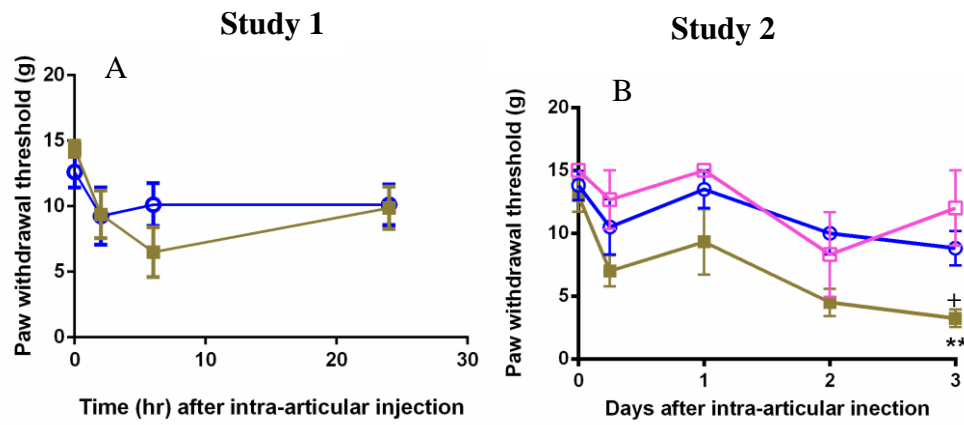 Study 1
Study 2
A
Paw withdrawal threshold (g)
20
15
10
5
0
0 10 20 30
Time (hr) after intra-articular injection
B
Paw withdrawal threshold (g)
20
15
10
5
0
+
**
0 1 2 3
Days after intra-articular inection